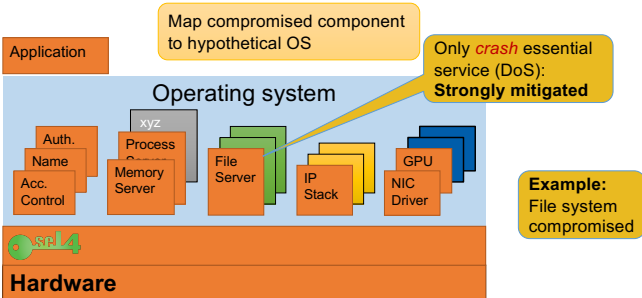 Map compromised component
to hypothetical OS
Application
Only crash essential
service (DoS):
Strongly mitigated
Operating system
xyz
Auth.
Name
Acc.
Control
Process
Memory
Server
File
Server
IP
Stack
GPU
NIC
Driver
Example:
File system
compromised
seL4
Hardware